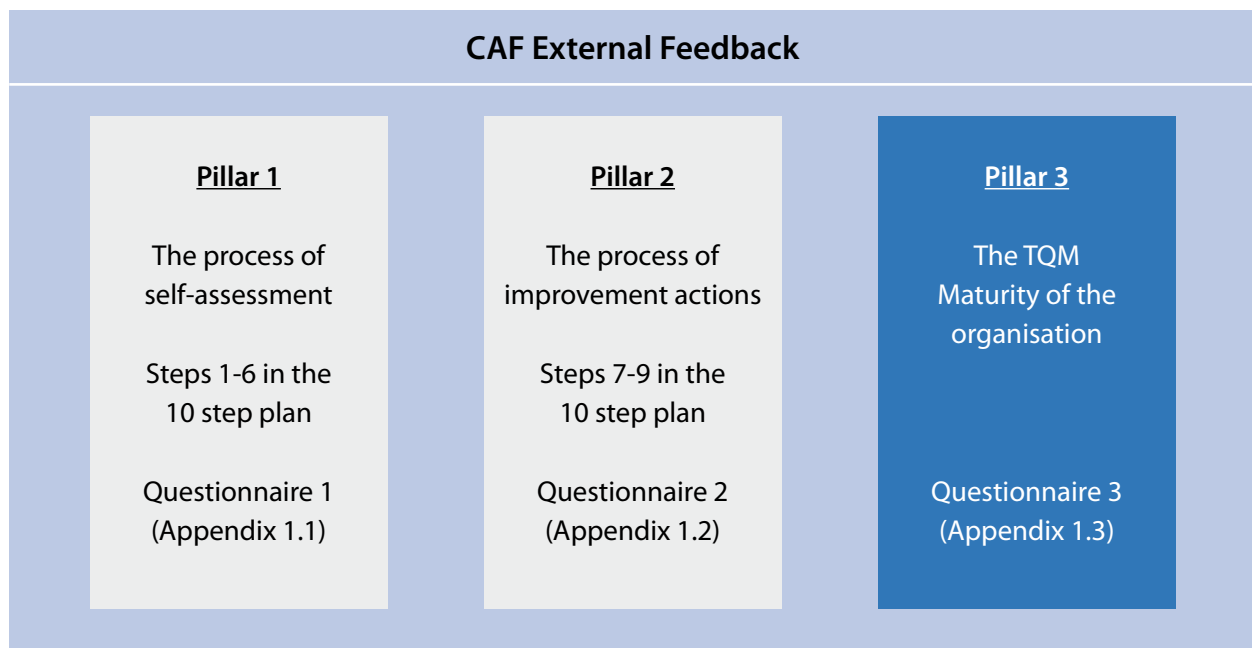 CAF External Feedback
Pillar 1
The process of
self-assessment
Steps 1-6 in the
10 step plan
Questionnaire 1
(Appendix 1.1)
Pillar 2
The process of
improvement actions
Steps 7-9 in the
10 step plan
Questionnaire 2
(Appendix 1.2)
Pillar 3
The TQM
Maturity of the
organisation
Questionnaire 3
(Appendix 1.3)